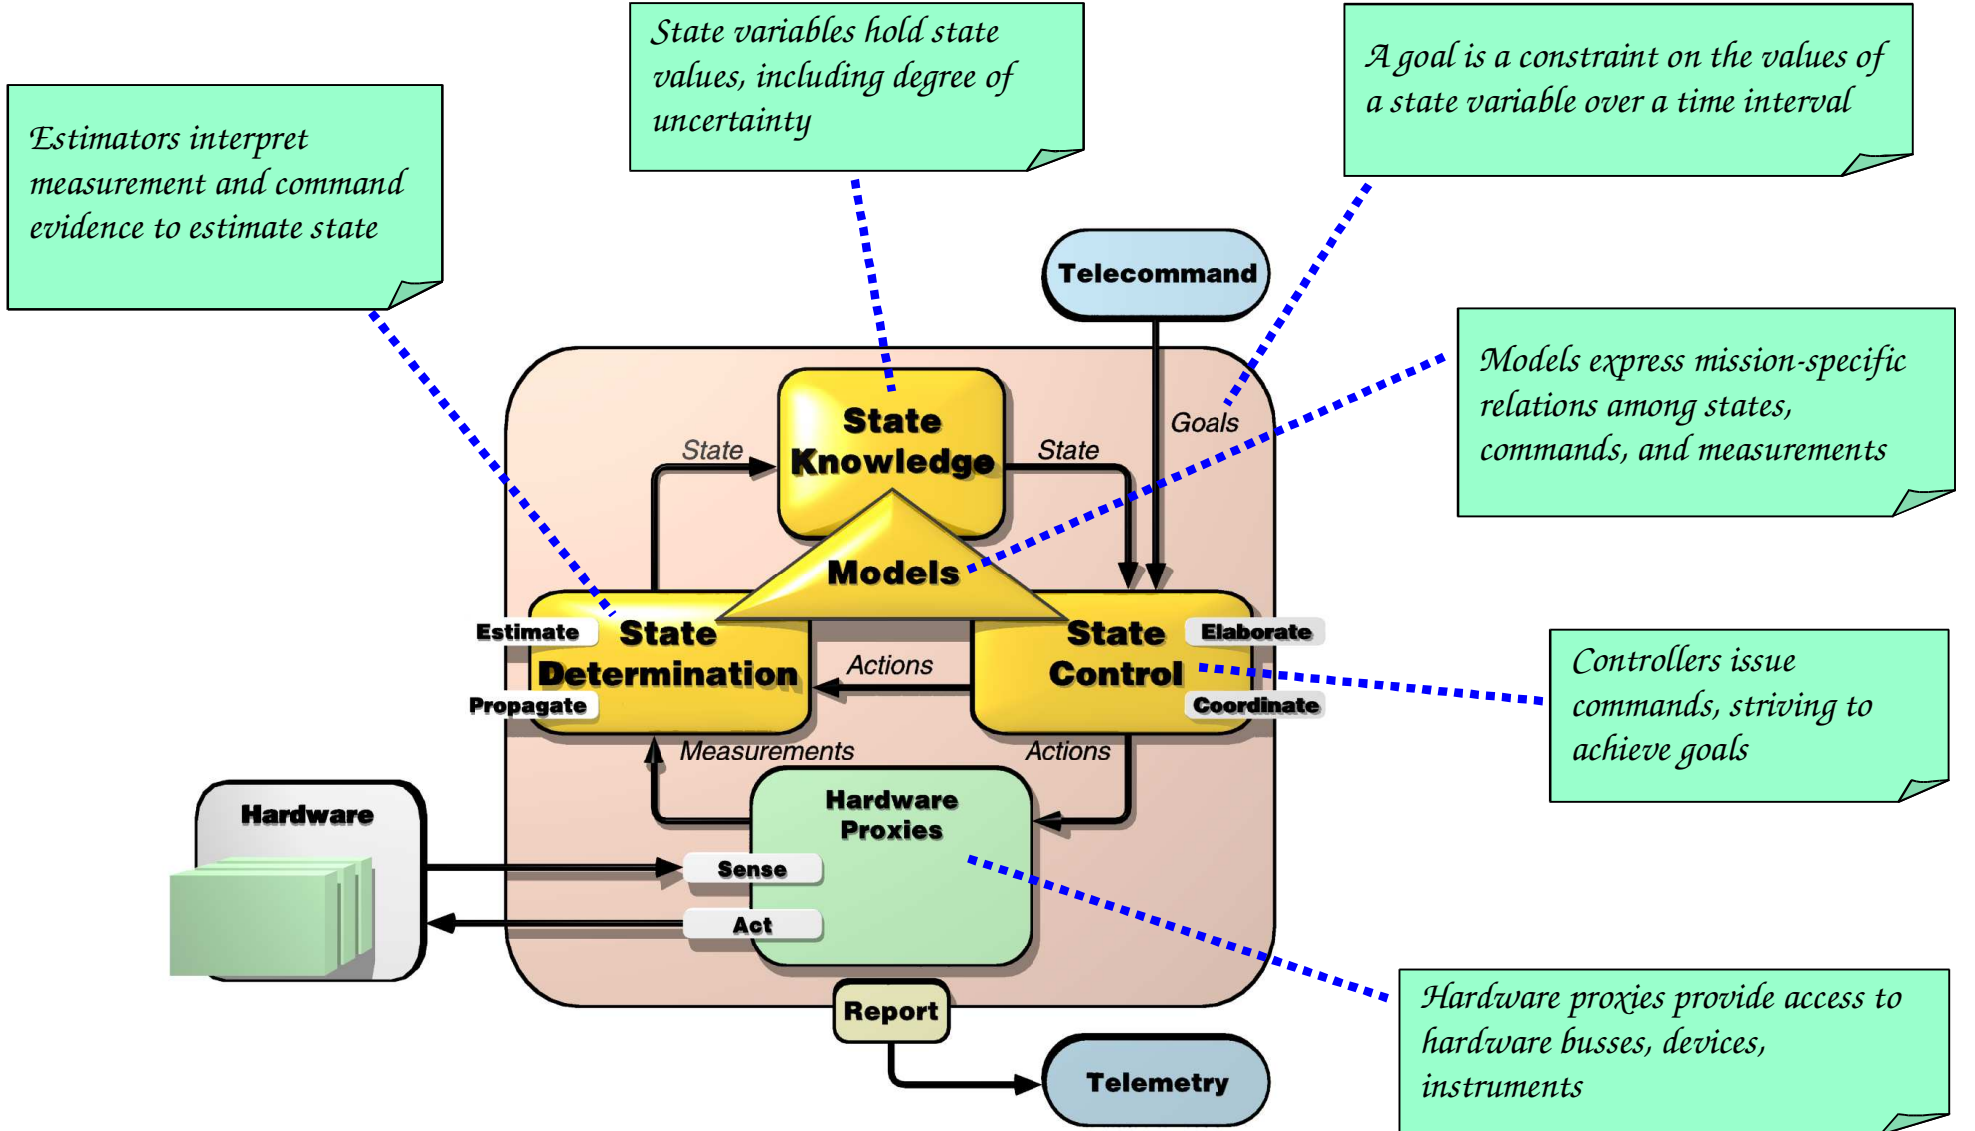 State variables hold state
values, including degree of
uncertainty
A goal is a constraint on the values of
a state variable over a time interval
Estimators interpret
measurement and command
evidence to estimate state
Telecommand
Models express mission-specific
relations among states,
commands, and measurements
Goals
State
Knowledge
State
State
Models
Estimate
State
Determination
Propagate
Actions
State
Control
Elaborate
Coordinate
Controllers issue
commands, striving to
achieve goals
Measurements
Actions
Hardware
Hardware
Proxies
Sense
Act
Report
Telemetry
Hardware proxies provide access to
hardware busses, devices,
instruments